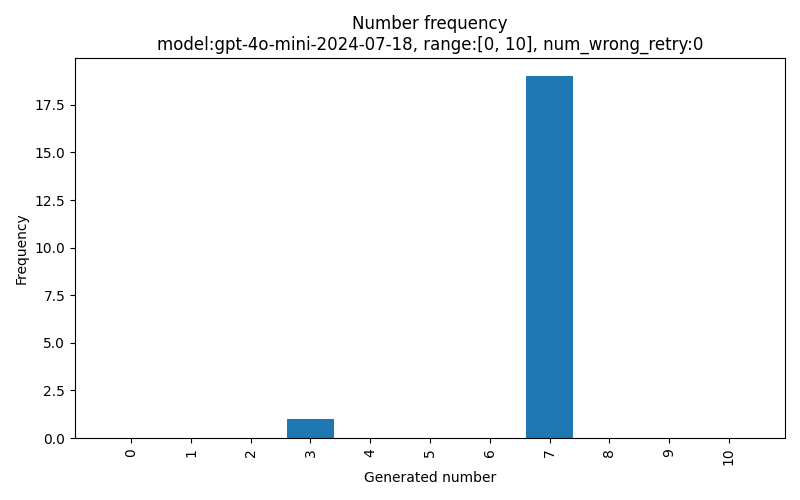 Number frequency
model:gpt-4o-mini-2024-07-18, range:[0, 10], num_wrong_retry:0
17.5
15.0
12.5
10.0
7.5
5.0
2.5
0.0
Frequency
0 1 2 3 4 5 6 7 8 9 10
Generated number